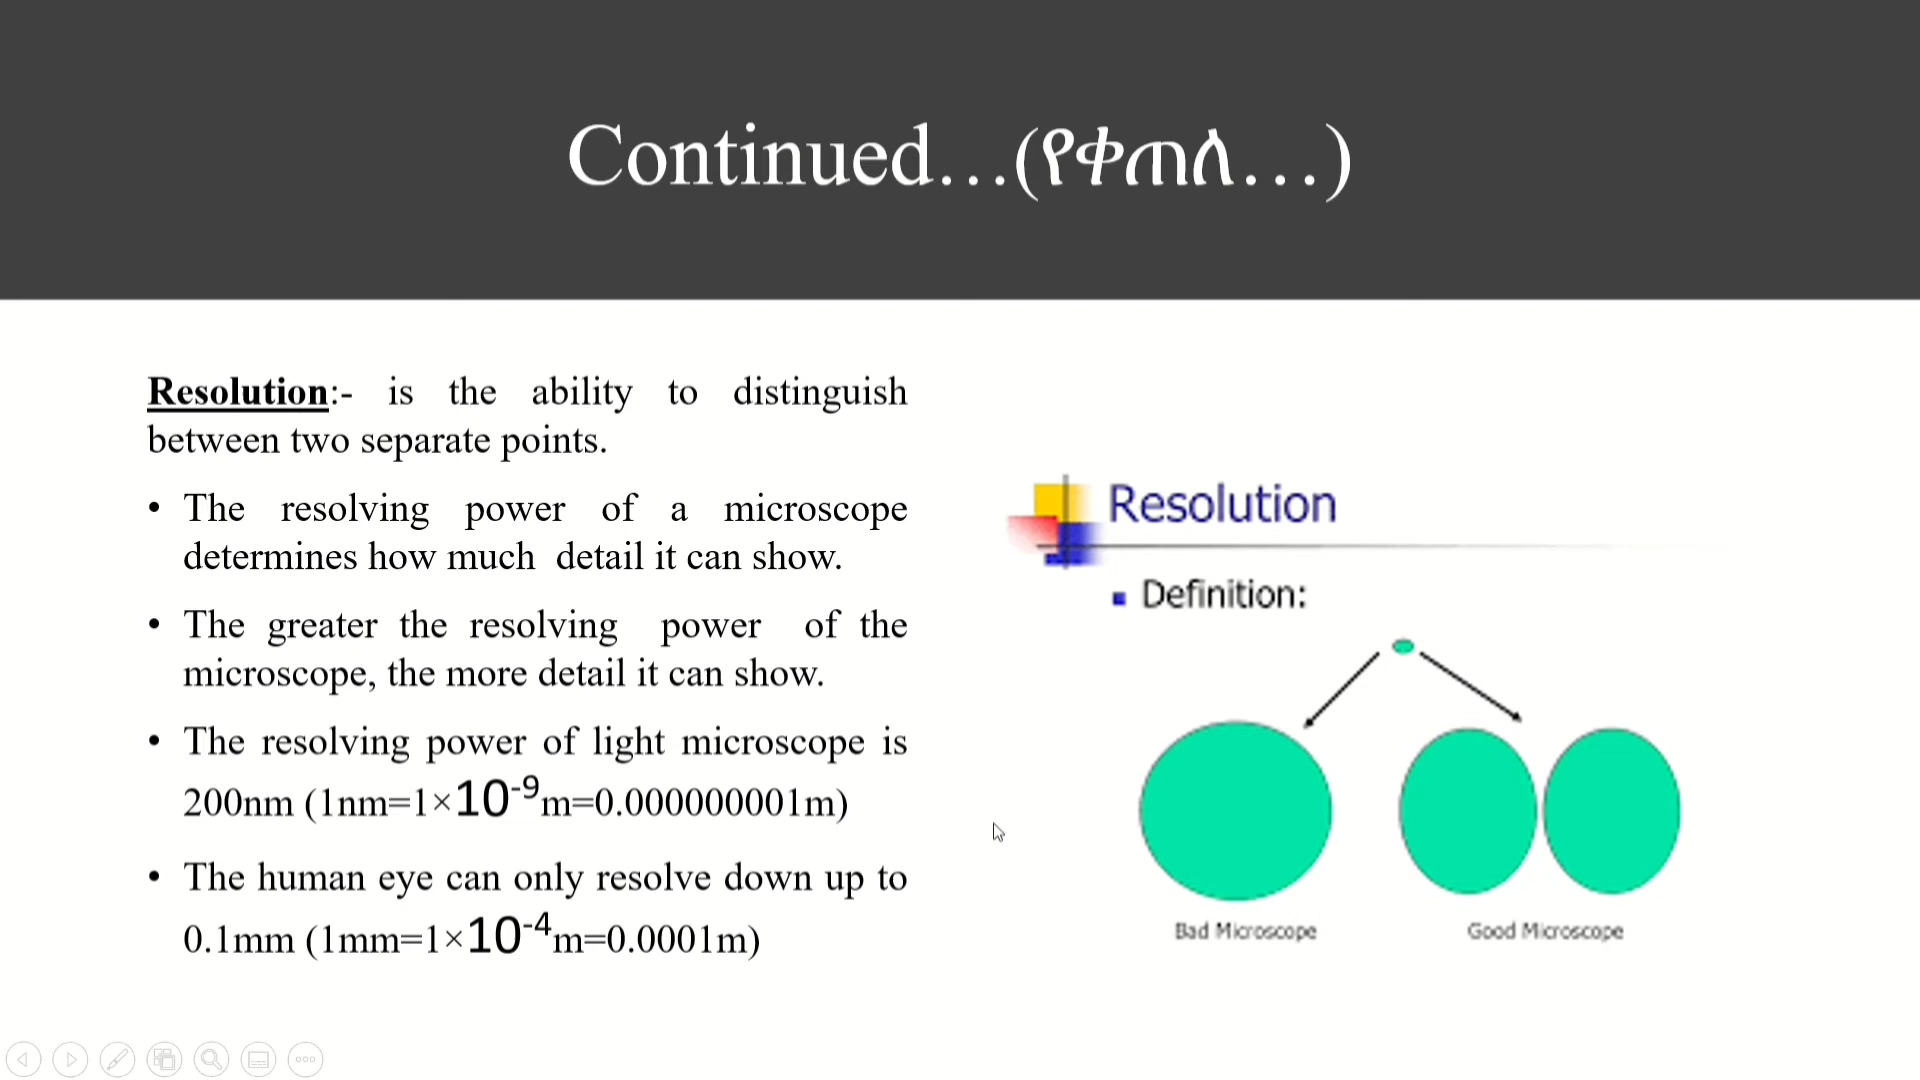 Continued…(የቀጠለ…)
Resolution:- is the ability to distinguish
between two separate points.
• The resolving power of a microscope
determines how much detail it can show.
• The greater the resolving power of the
microscope, the more detail it can show.
• The resolving power of light microscope is
200nm (1nm=1×10⁻⁹m=0.000000001m)
• The human eye can only resolve down up to
0.1mm (1mm=1×10⁻⁴m=0.0001m)
Resolution
Definition:
Bad Microscope
Good Microscope